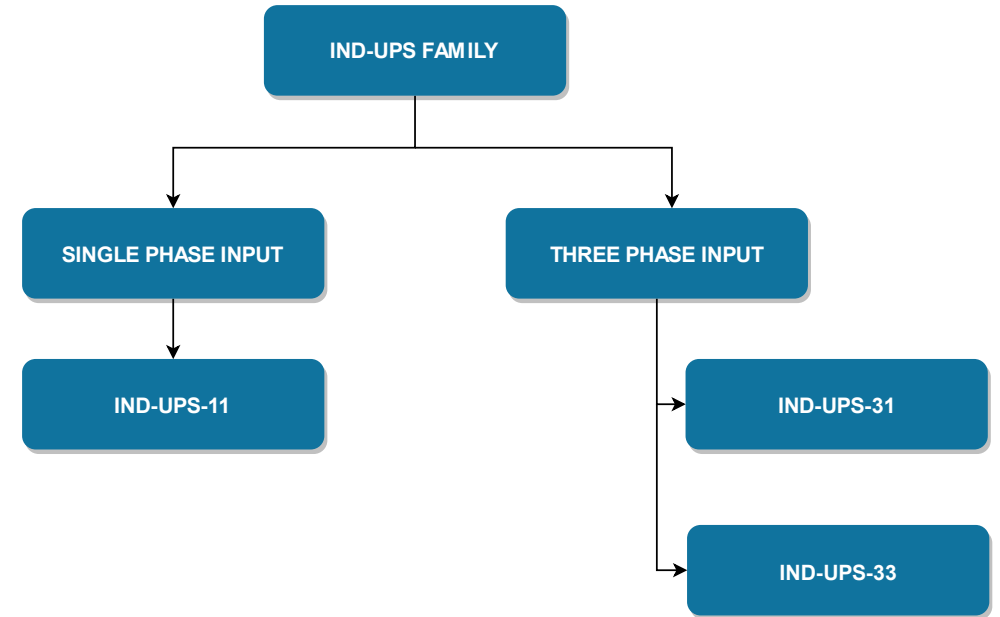 IND-UPS FAMILY
SINGLE PHASE INPUT
THREE PHASE INPUT
IND-UPS-11
IND-UPS-31
IND-UPS-33